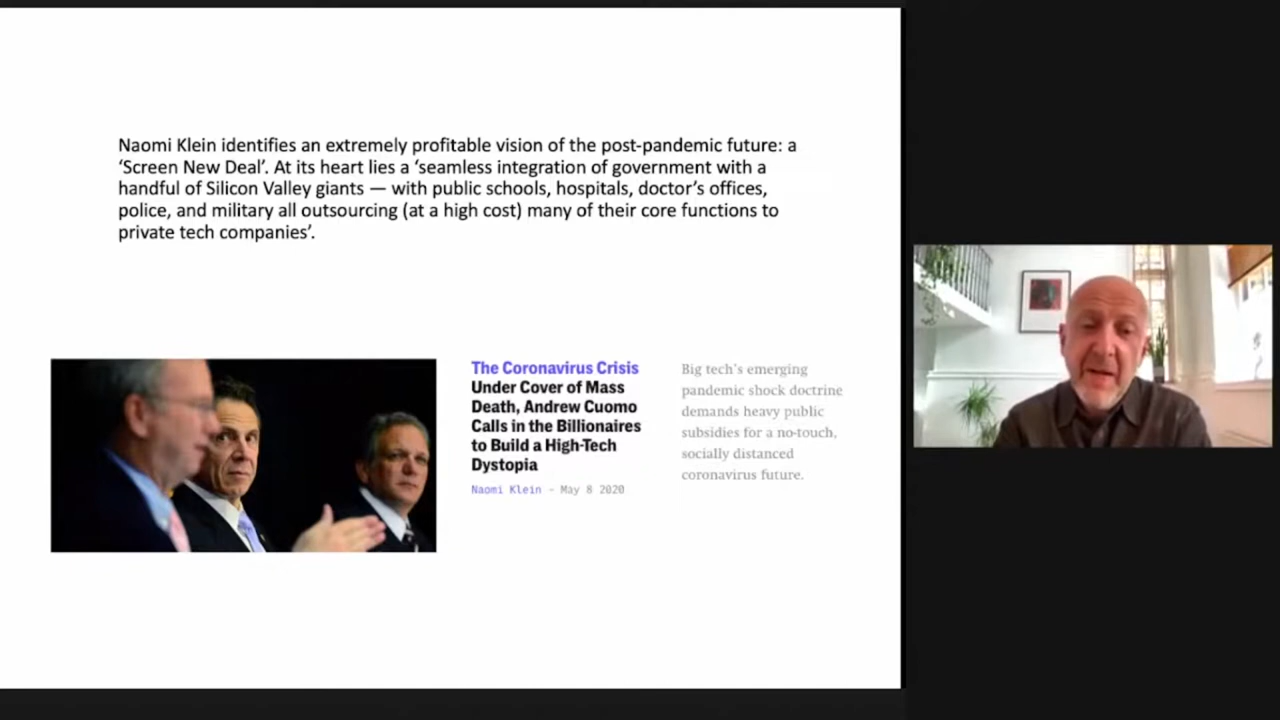 Naomi Klein identifies an extremely profitable vision of the post-pandemic future: a
‘Screen New Deal’. At its heart lies a ‘seamless integration of government with a
handful of Silicon Valley giants — with public schools, hospitals, doctor’s offices,
police, and military all outsourcing (at a high cost) many of their core functions to
private tech companies’.
The Coronavirus Crisis
Under Cover of Mass
Death, Andrew Cuomo
Calls in the Billionaires
to Build a High-Tech
Dystopia
Naomi Klein – May 8 2020
Big tech’s emerging
pandemic shock doctrine
demands heavy public
subsidies for a no-touch,
socially distanced
coronavirus future.